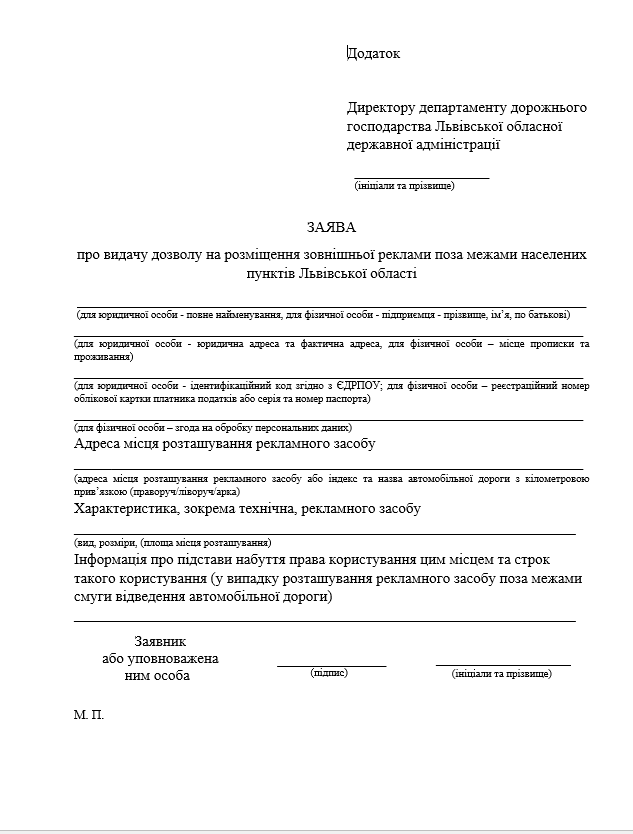 Додаток
Директору департаменту дорожнього
господарства Львівської обласної
державної адміністрації
(ініціали та прізвище)
ЗАЯВА
про видачу дозволу на розміщення зовнішньої реклами поза межами населених
пунктів Львівської області
(для юридичної особи - повне найменування, для фізичної особи - підприємця - прізвище, ім’я, по батькові)
(для юридичної особи - юридична адреса та фактична адреса, для фізичної особи – місце прописки та
проживання)
(для юридичної особи - ідентифікаційний код згідно з ЄДРПОУ; для фізичної особи – реєстраційний номер
облікової картки платника податків або серія та номер паспорта)
(для фізичної особи – згода на обробку персональних даних)
Адреса місця розташування рекламного засобу
(адреса місця розташування рекламного засобу або індекс та назва автомобільної дороги з кілометровою
прив’язкою (праворуч/ліворуч/арка)
Характеристика, зокрема технічна, рекламного засобу
(вид, розміри, (площа місця розташування)
Інформація про підстави набуття права користування цим місцем та строк
такого користування (у випадку розташування рекламного засобу поза межами
смуги відведення автомобільної дороги)
Заявник
або уповноважена
ним особа
(підпис)
(ініціали та прізвище)
М. П.